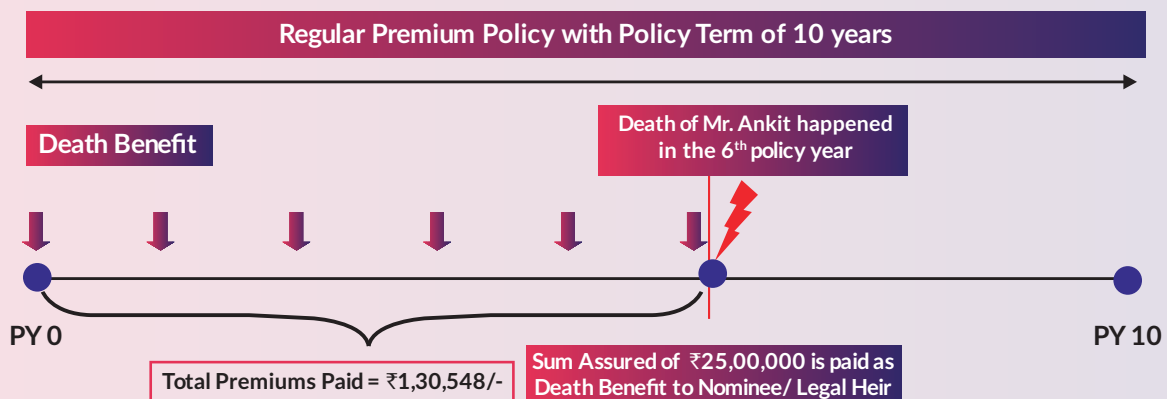 Regular Premium Policy with Policy Term of 10 years
Death Benefit
Death of Mr. Ankit happened
in the 6th policy year
PY 0
PY 10
Total Premiums Paid = ₹1,30,548/-
Sum Assured of ₹25,00,000 is paid as
Death Benefit to Nominee/ Legal Heir